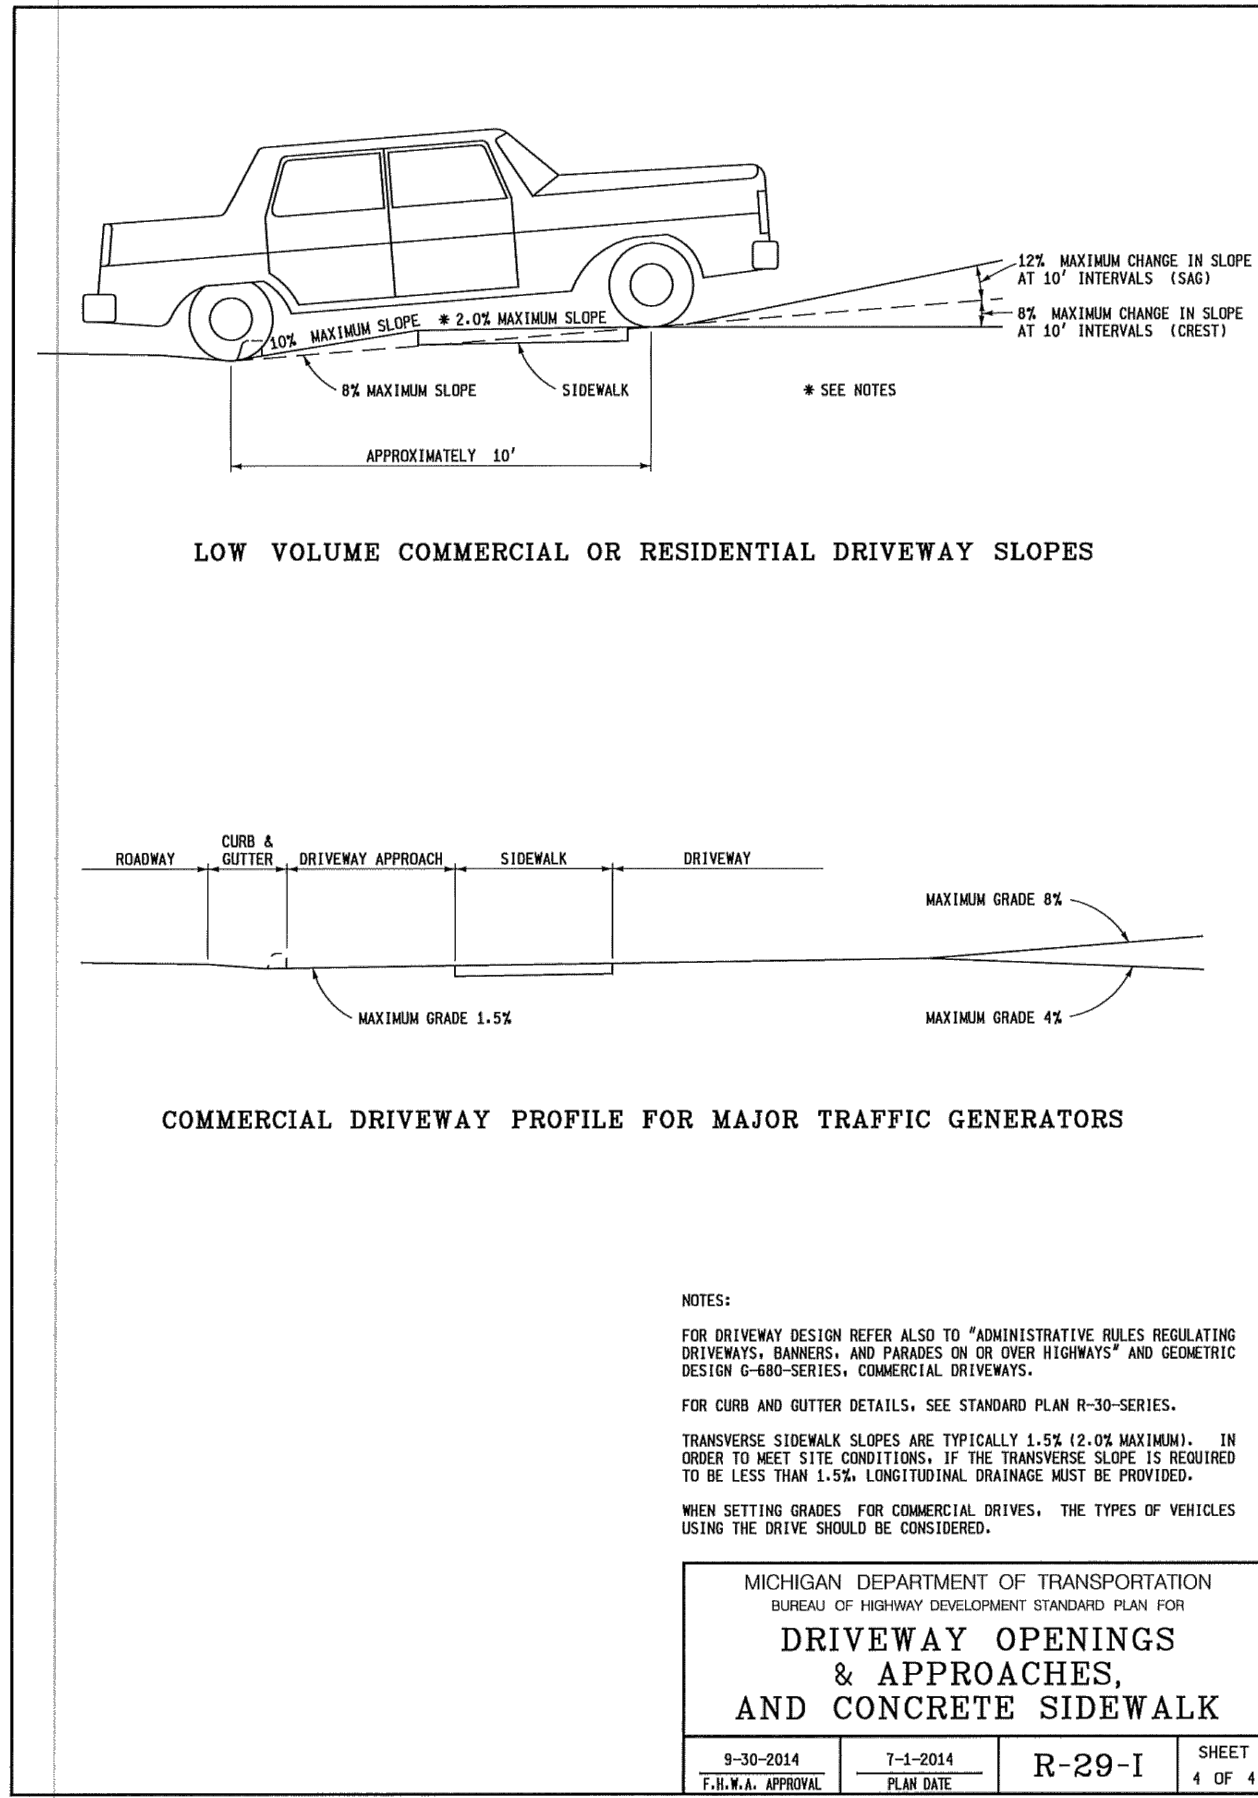 12% MAXIMUM CHANGE IN SLOPE
AT 10' INTERVALS (SAG)
8% MAXIMUM CHANGE IN SLOPE
AT 10' INTERVALS (CREST)
10% MAXIMUM SLOPE
* 2.0% MAXIMUM SLOPE
8% MAXIMUM SLOPE
SIDEWALK
* SEE NOTES
APPROXIMATELY 10'
LOW VOLUME COMMERCIAL OR RESIDENTIAL DRIVEWAY SLOPES
ROADWAY
CURB &
GUTTER
DRIVEWAY APPROACH
SIDEWALK
DRIVEWAY
MAXIMUM GRADE 8%
MAXIMUM GRADE 1.5%
MAXIMUM GRADE 4%
COMMERCIAL DRIVEWAY PROFILE FOR MAJOR TRAFFIC GENERATORS
NOTES:
FOR DRIVEWAY DESIGN REFER ALSO TO "ADMINISTRATIVE RULES REGULATING
DRIVEWAYS, BANNERS, AND PARADES ON OR OVER HIGHWAYS" AND GEOMETRIC
DESIGN G-680-SERIES, COMMERCIAL DRIVEWAYS.
FOR CURB AND GUTTER DETAILS, SEE STANDARD PLAN R-30-SERIES.
TRANSVERSE SIDEWALK SLOPES ARE TYPICALLY 1.5% (2.0% MAXIMUM). IN
ORDER TO MEET SITE CONDITIONS, IF THE TRANSVERSE SLOPE IS REQUIRED
TO BE LESS THAN 1.5%, LONGITUDINAL DRAINAGE MUST BE PROVIDED.
WHEN SETTING GRADES FOR COMMERCIAL DRIVES, THE TYPES OF VEHICLES
USING THE DRIVE SHOULD BE CONSIDERED.
MICHIGAN DEPARTMENT OF TRANSPORTATION
BUREAU OF HIGHWAY DEVELOPMENT STANDARD PLAN FOR
DRIVEWAY OPENINGS
& APPROACHES,
AND CONCRETE SIDEWALK
9-30-2014
F.H.W.A. APPROVAL
7-1-2014
PLAN DATE
R-29-I
SHEET
4 OF 4